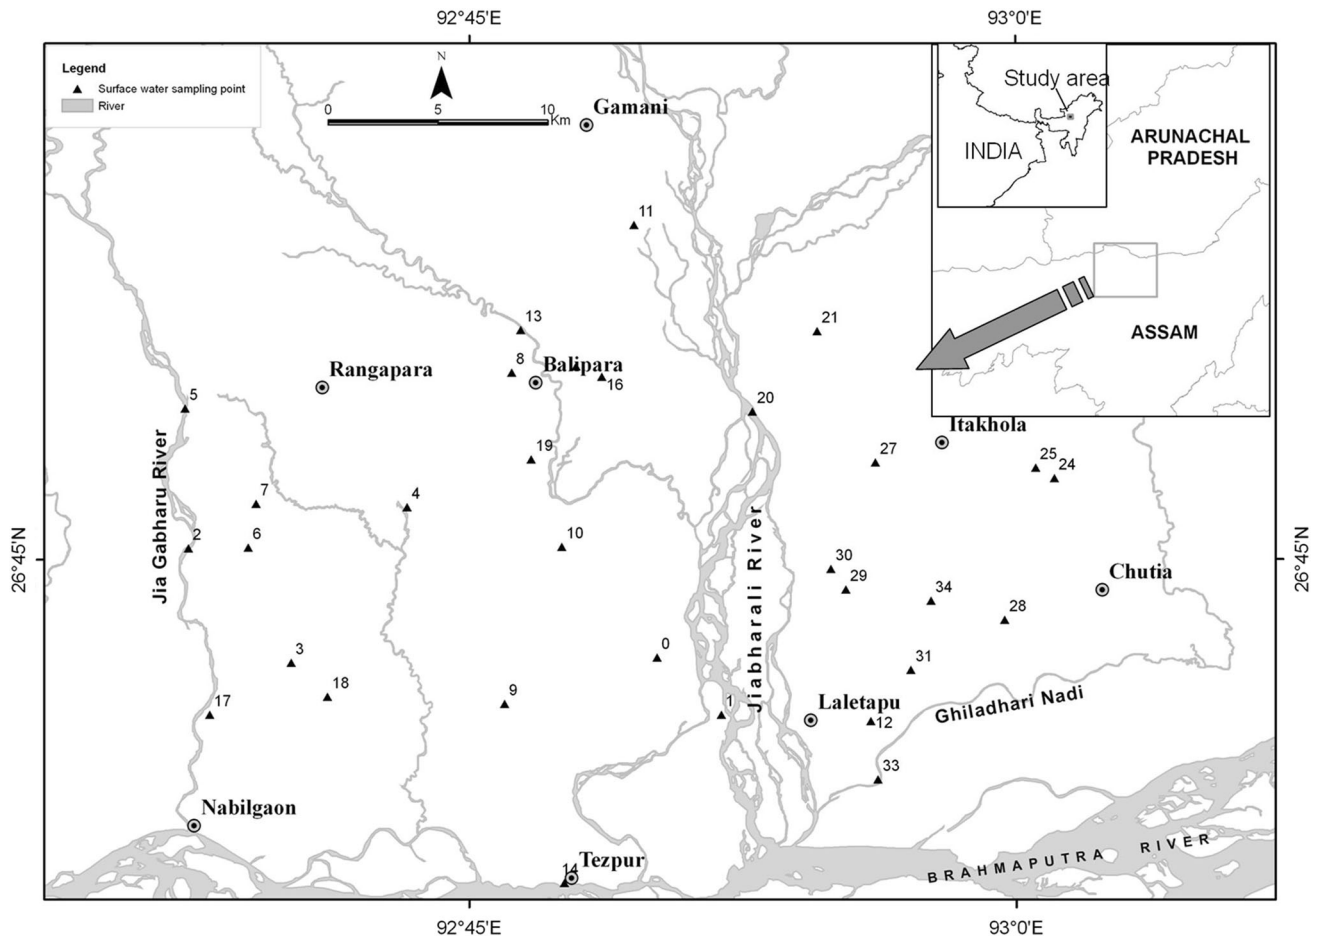 92°45'E
93°0'E
Legend
Surface water sampling point
River
N
0
5
10
Km
Gamani
Study area
INDIA
ARUNACHAL
PRADESH
ASSAM
11
13
21
8
Balipara
16
Rangapara
5
20
Itakhola
19
27
25
24
7
4
Jia Gabharu River
Jiabharali River
2
6
10
30
29
34
28
Chutia
26°45'N
26°45'N
0
3
18
31
17
9
1
Laletapu
12
Ghiladhari Nadi
33
Nabilgaon
14
Tezpur
BRAHMAPUTRA RIVER
92°45'E
93°0'E